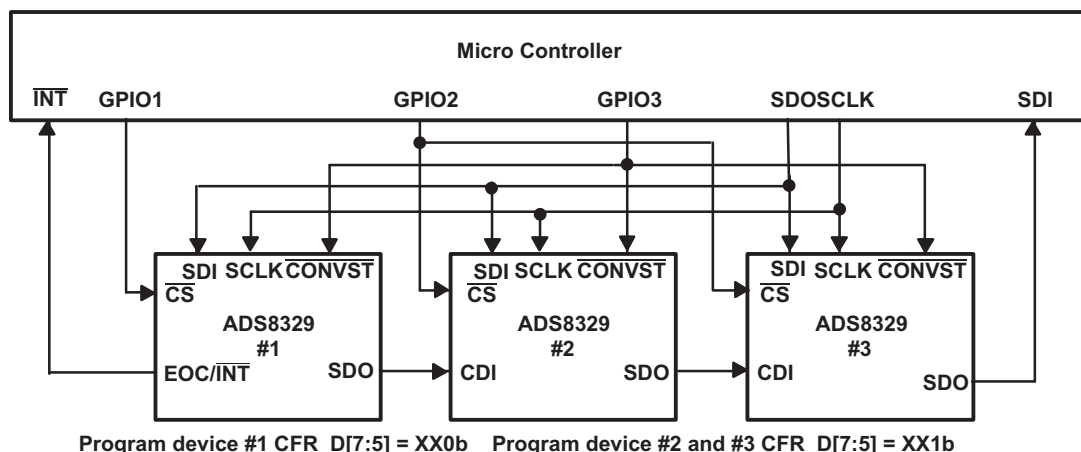 Micro Controller
INT GPIO1 GPIO2 GPIO3 SDOSCLK SDI
SDI SCLK CONVST SDI SCLK CONVST SDI SCLK CONVST
CS CS CS
ADS8329 ADS8329 ADS8329
#1 #2 #3
EOC/INT SDO CDI SDO CDI SDO
Program device #1 CFR_D[7:5] = XX0b Program device #2 and #3 CFR_D[7:5] = XX1b